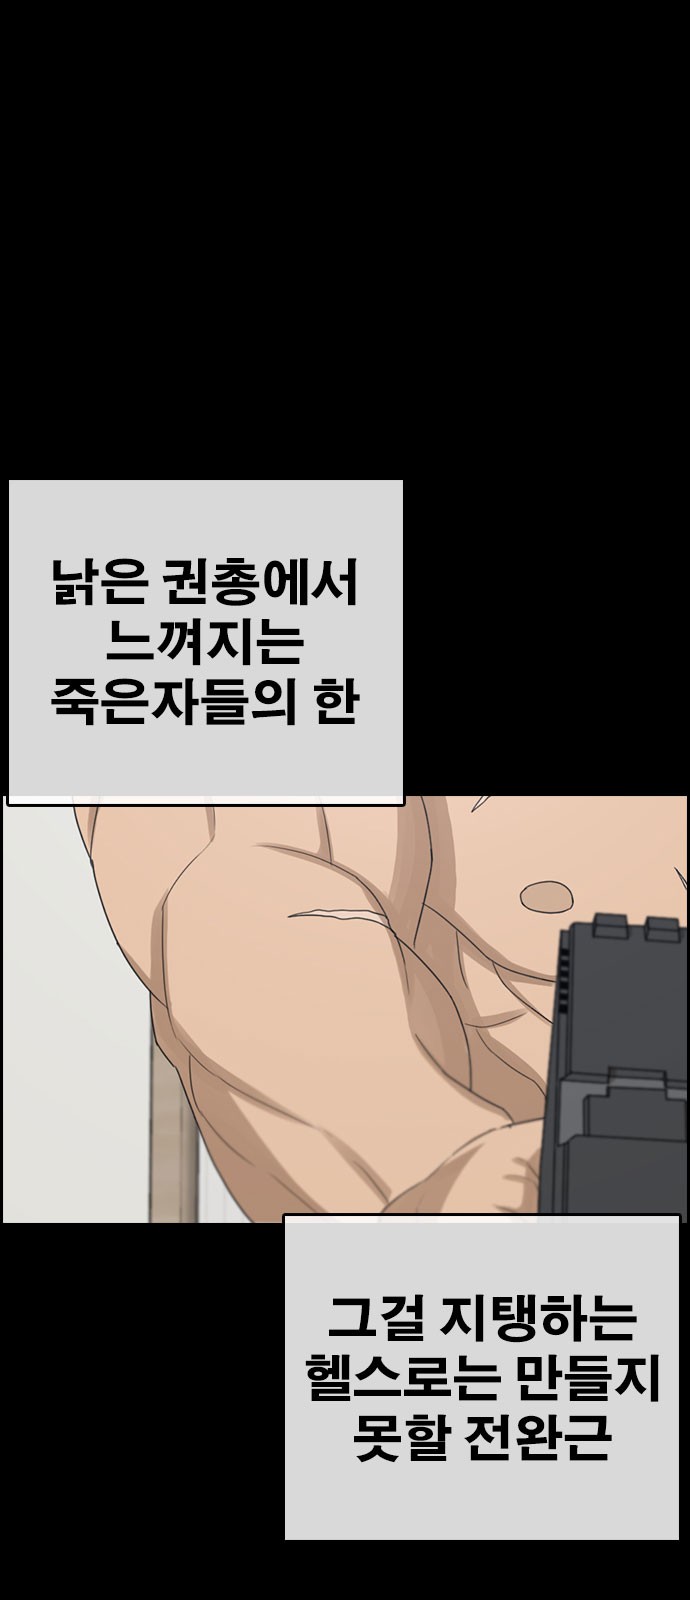 낡은 권총에서
느껴지는
죽은자들의 한
그걸 지탱하는
헬스로는 만들지
못할 전완근